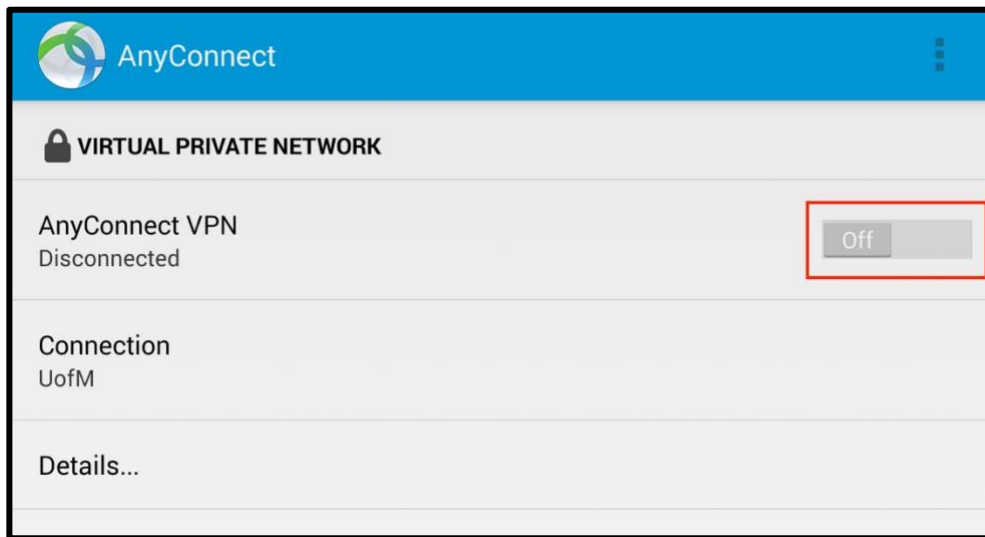 AnyConnect
VIRTUAL PRIVATE NETWORK
AnyConnect VPN
Disconnected
Off
Connection
UofM
Details...